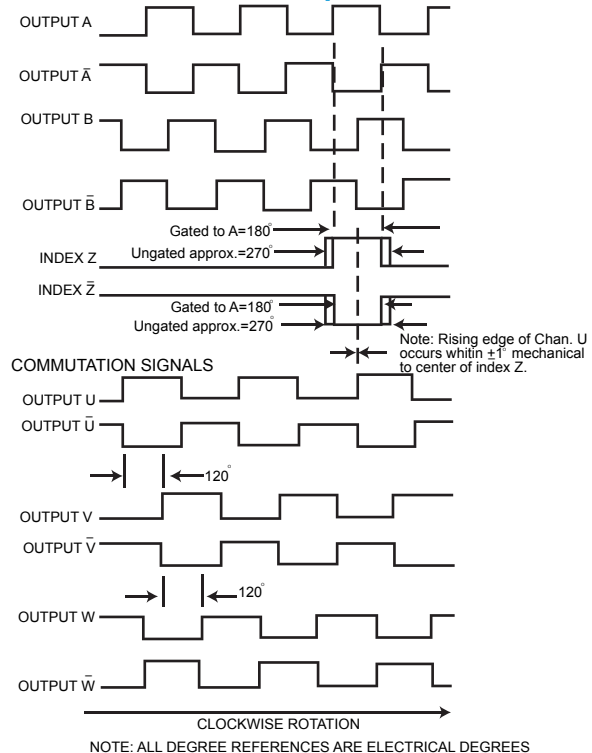 OUTPUT A
OUTPUT A̅
OUTPUT B
OUTPUT B̅
Gated to A=180°
Ungated approx.=270°
INDEX Z
INDEX Z̅
Gated to A=180°
Ungated approx.=270°
Note: Rising edge of Chan. U
occurs whitin ±1° mechanical
to center of index Z.
COMMUTATION SIGNALS
OUTPUT U
OUTPUT U̅
120°
OUTPUT V
OUTPUT V̅
120°
OUTPUT W
OUTPUT W̅
CLOCKWISE ROTATION
NOTE: ALL DEGREE REFERENCES ARE ELECTRICAL DEGREES